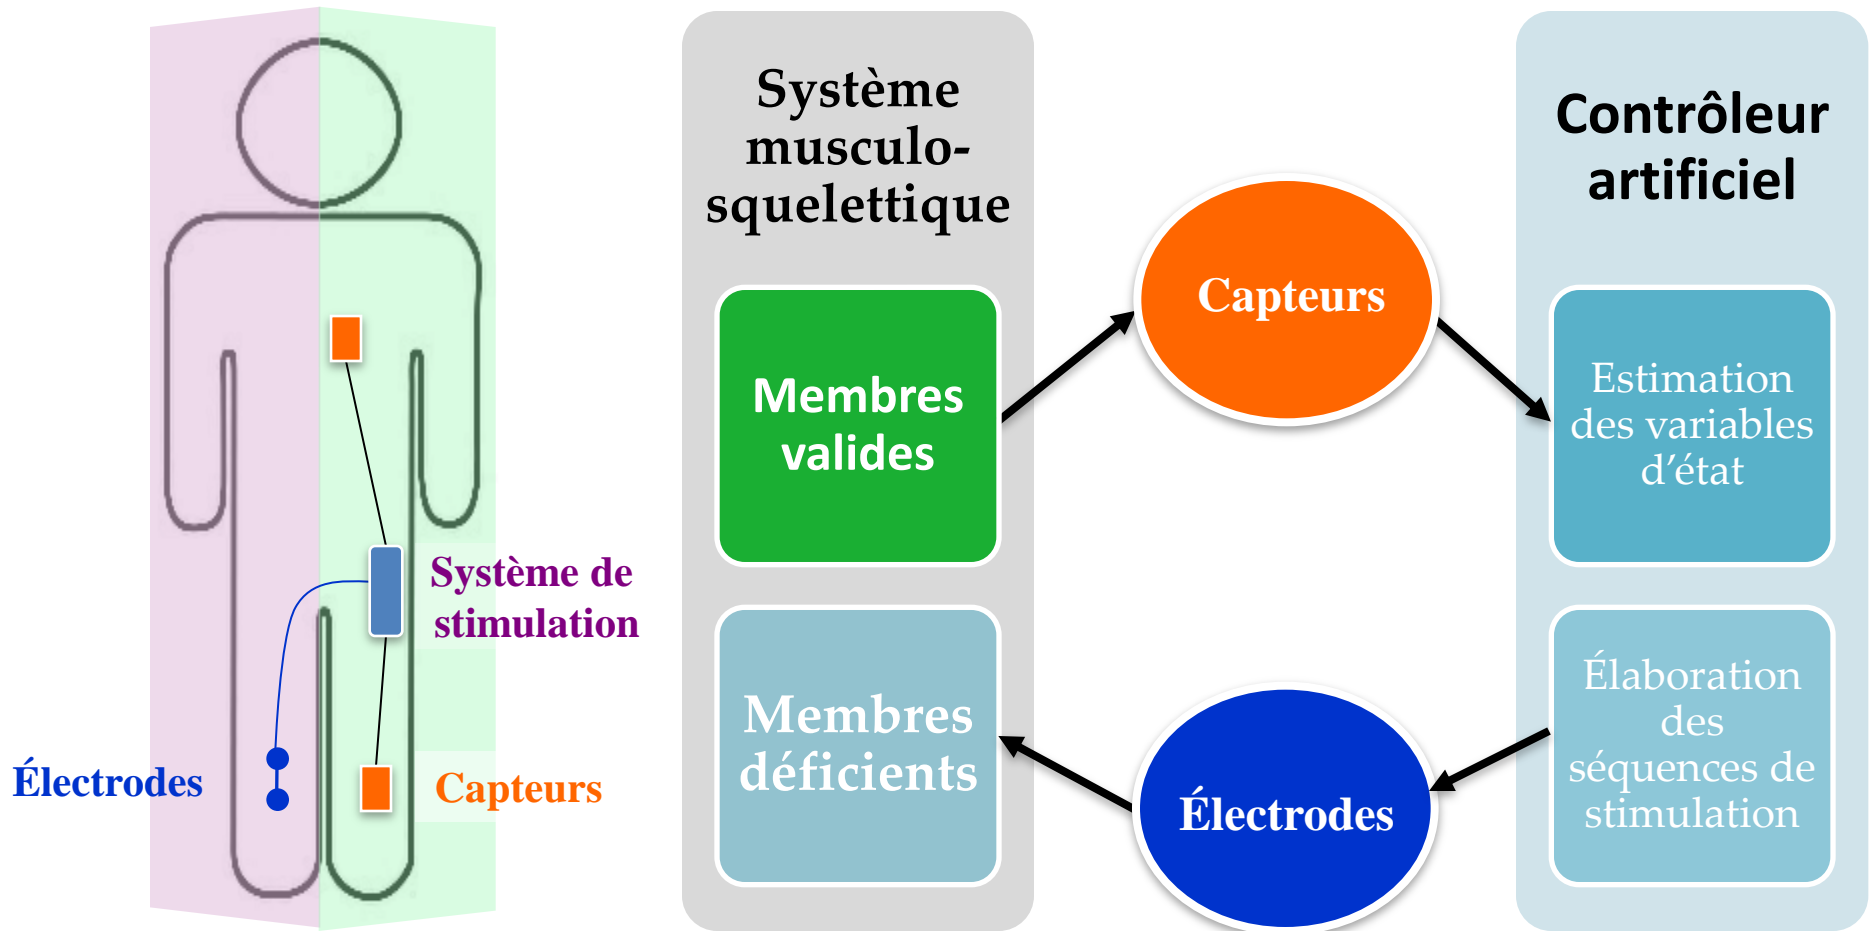 Système de
stimulation
Électrodes
Capteurs
Système
musculo-
squelettique
Membres
valides
Membres
déficients
Capteurs
Électrodes
Contrôleur
artificiel
Estimation
des variables
d’état
Élaboration
des
séquences de
stimulation